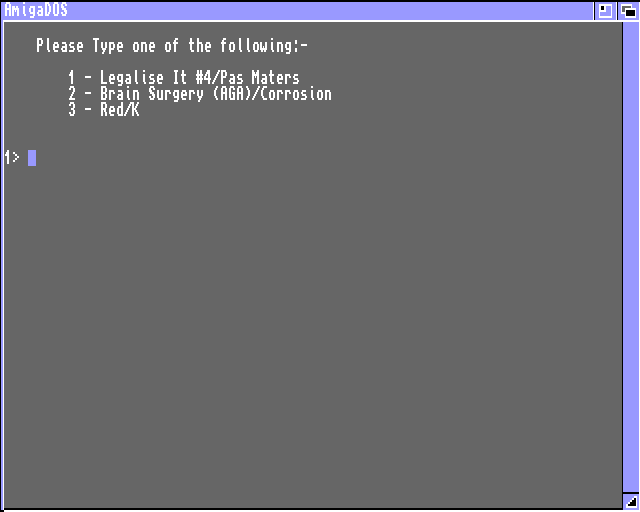 AmigaDOS
Please Type one of the following:-
1 - Legalise It #4/Pas Maters
2 - Brain Surgery (AGA)/Corrosion
3 - Red/K
1>